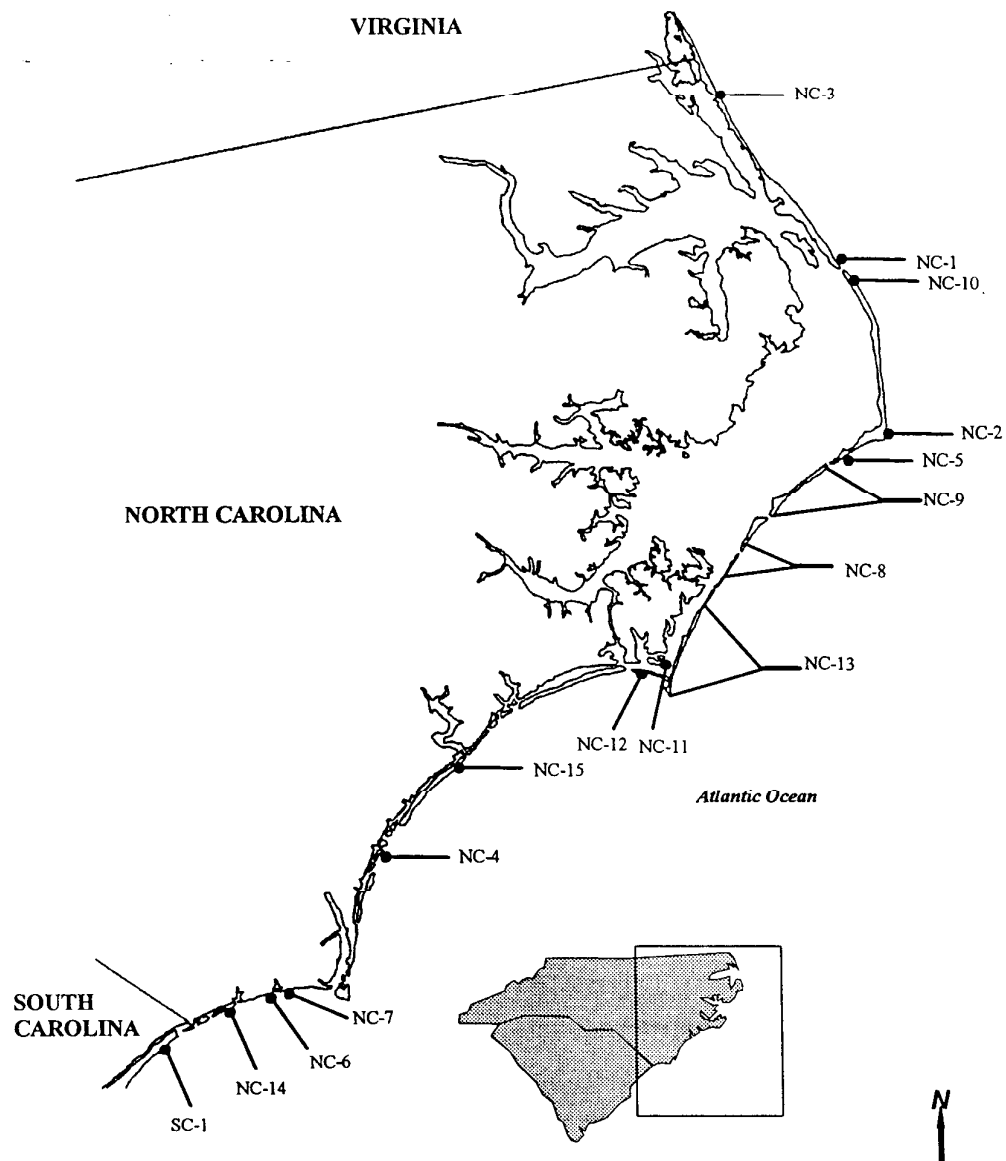 VIRGINIA
NC-3
NC-1
NC-10
NC-2
NC-5
NC-9
NORTH CAROLINA
NC-8
NC-13
NC-12
NC-11
NC-15
Atlantic Ocean
NC-4
SOUTH
CAROLINA
NC-7
NC-6
NC-14
SC-1
N